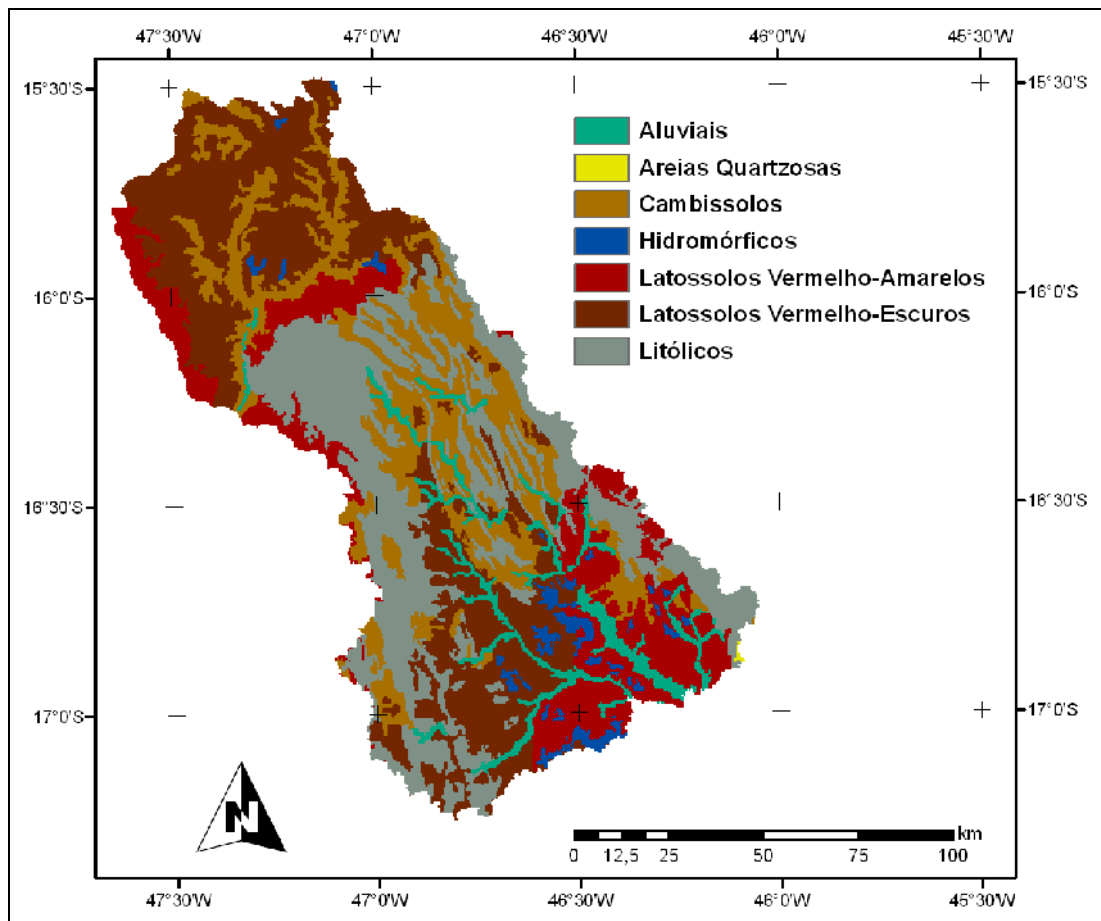 47°30'W 47°0'W 46°30'W 46°0'W 45°30'W
15°30'S 15°30'S
Aluviais
Areias Quartzosas
Cambissolos
Hidromórficos
Latossolos Vermelho-Amarelos
16°0'S 16°0'S
Latossolos Vermelho-Escuros
Litólicos
16°30'S 16°30'S
17°0'S 17°0'S
N
km
0 12,5 25 50 75 100
47°30'W 47°0'W 46°30'W 46°0'W 45°30'W